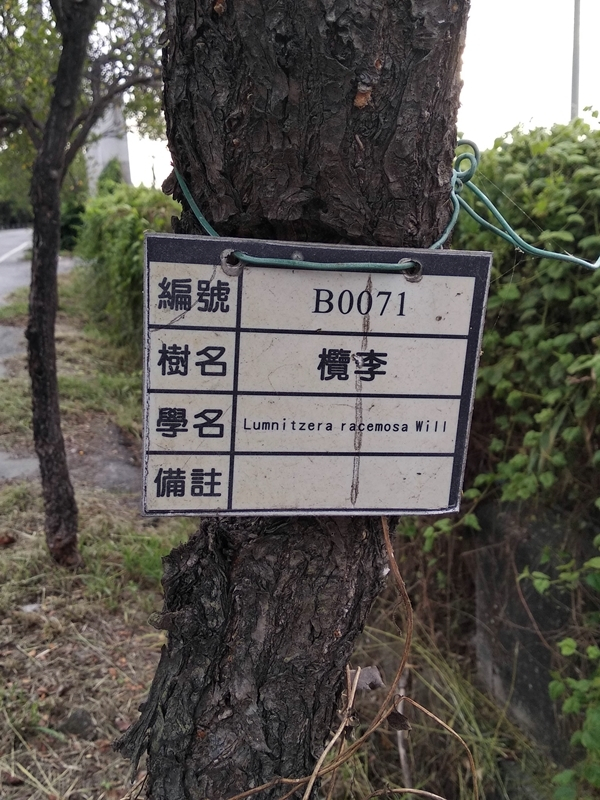 編號 B0071
樹名 欖李
學名 Lumnitzera racemosa Will
備註